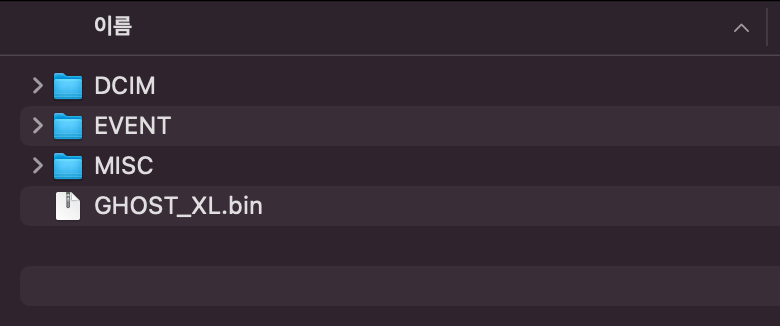 이름
DCIM
EVENT
MISC
GHOST_XL.bin